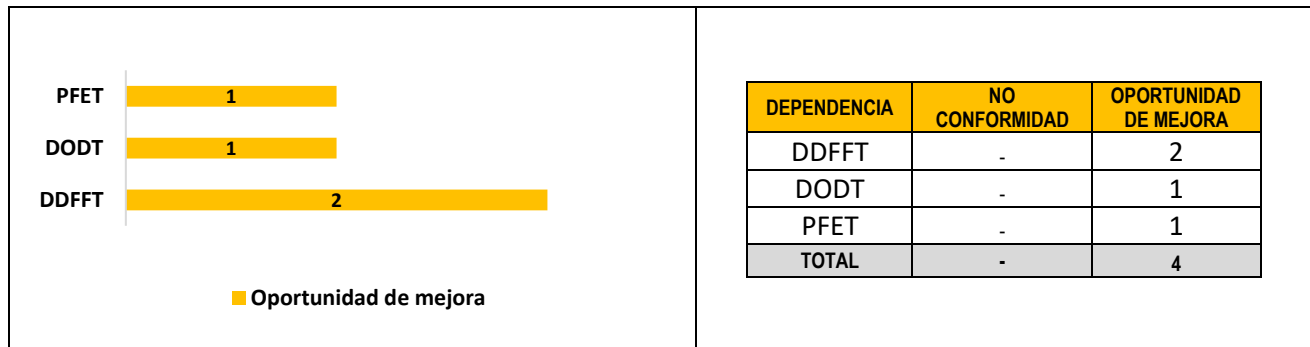 PFET 1
DODT 1
DDFFT 2
Oportunidad de mejora
DEPENDENCIA NO CONFORMIDAD OPORTUNIDAD DE MEJORA
DDFFT - 2
DODT - 1
PFET - 1
TOTAL - 4